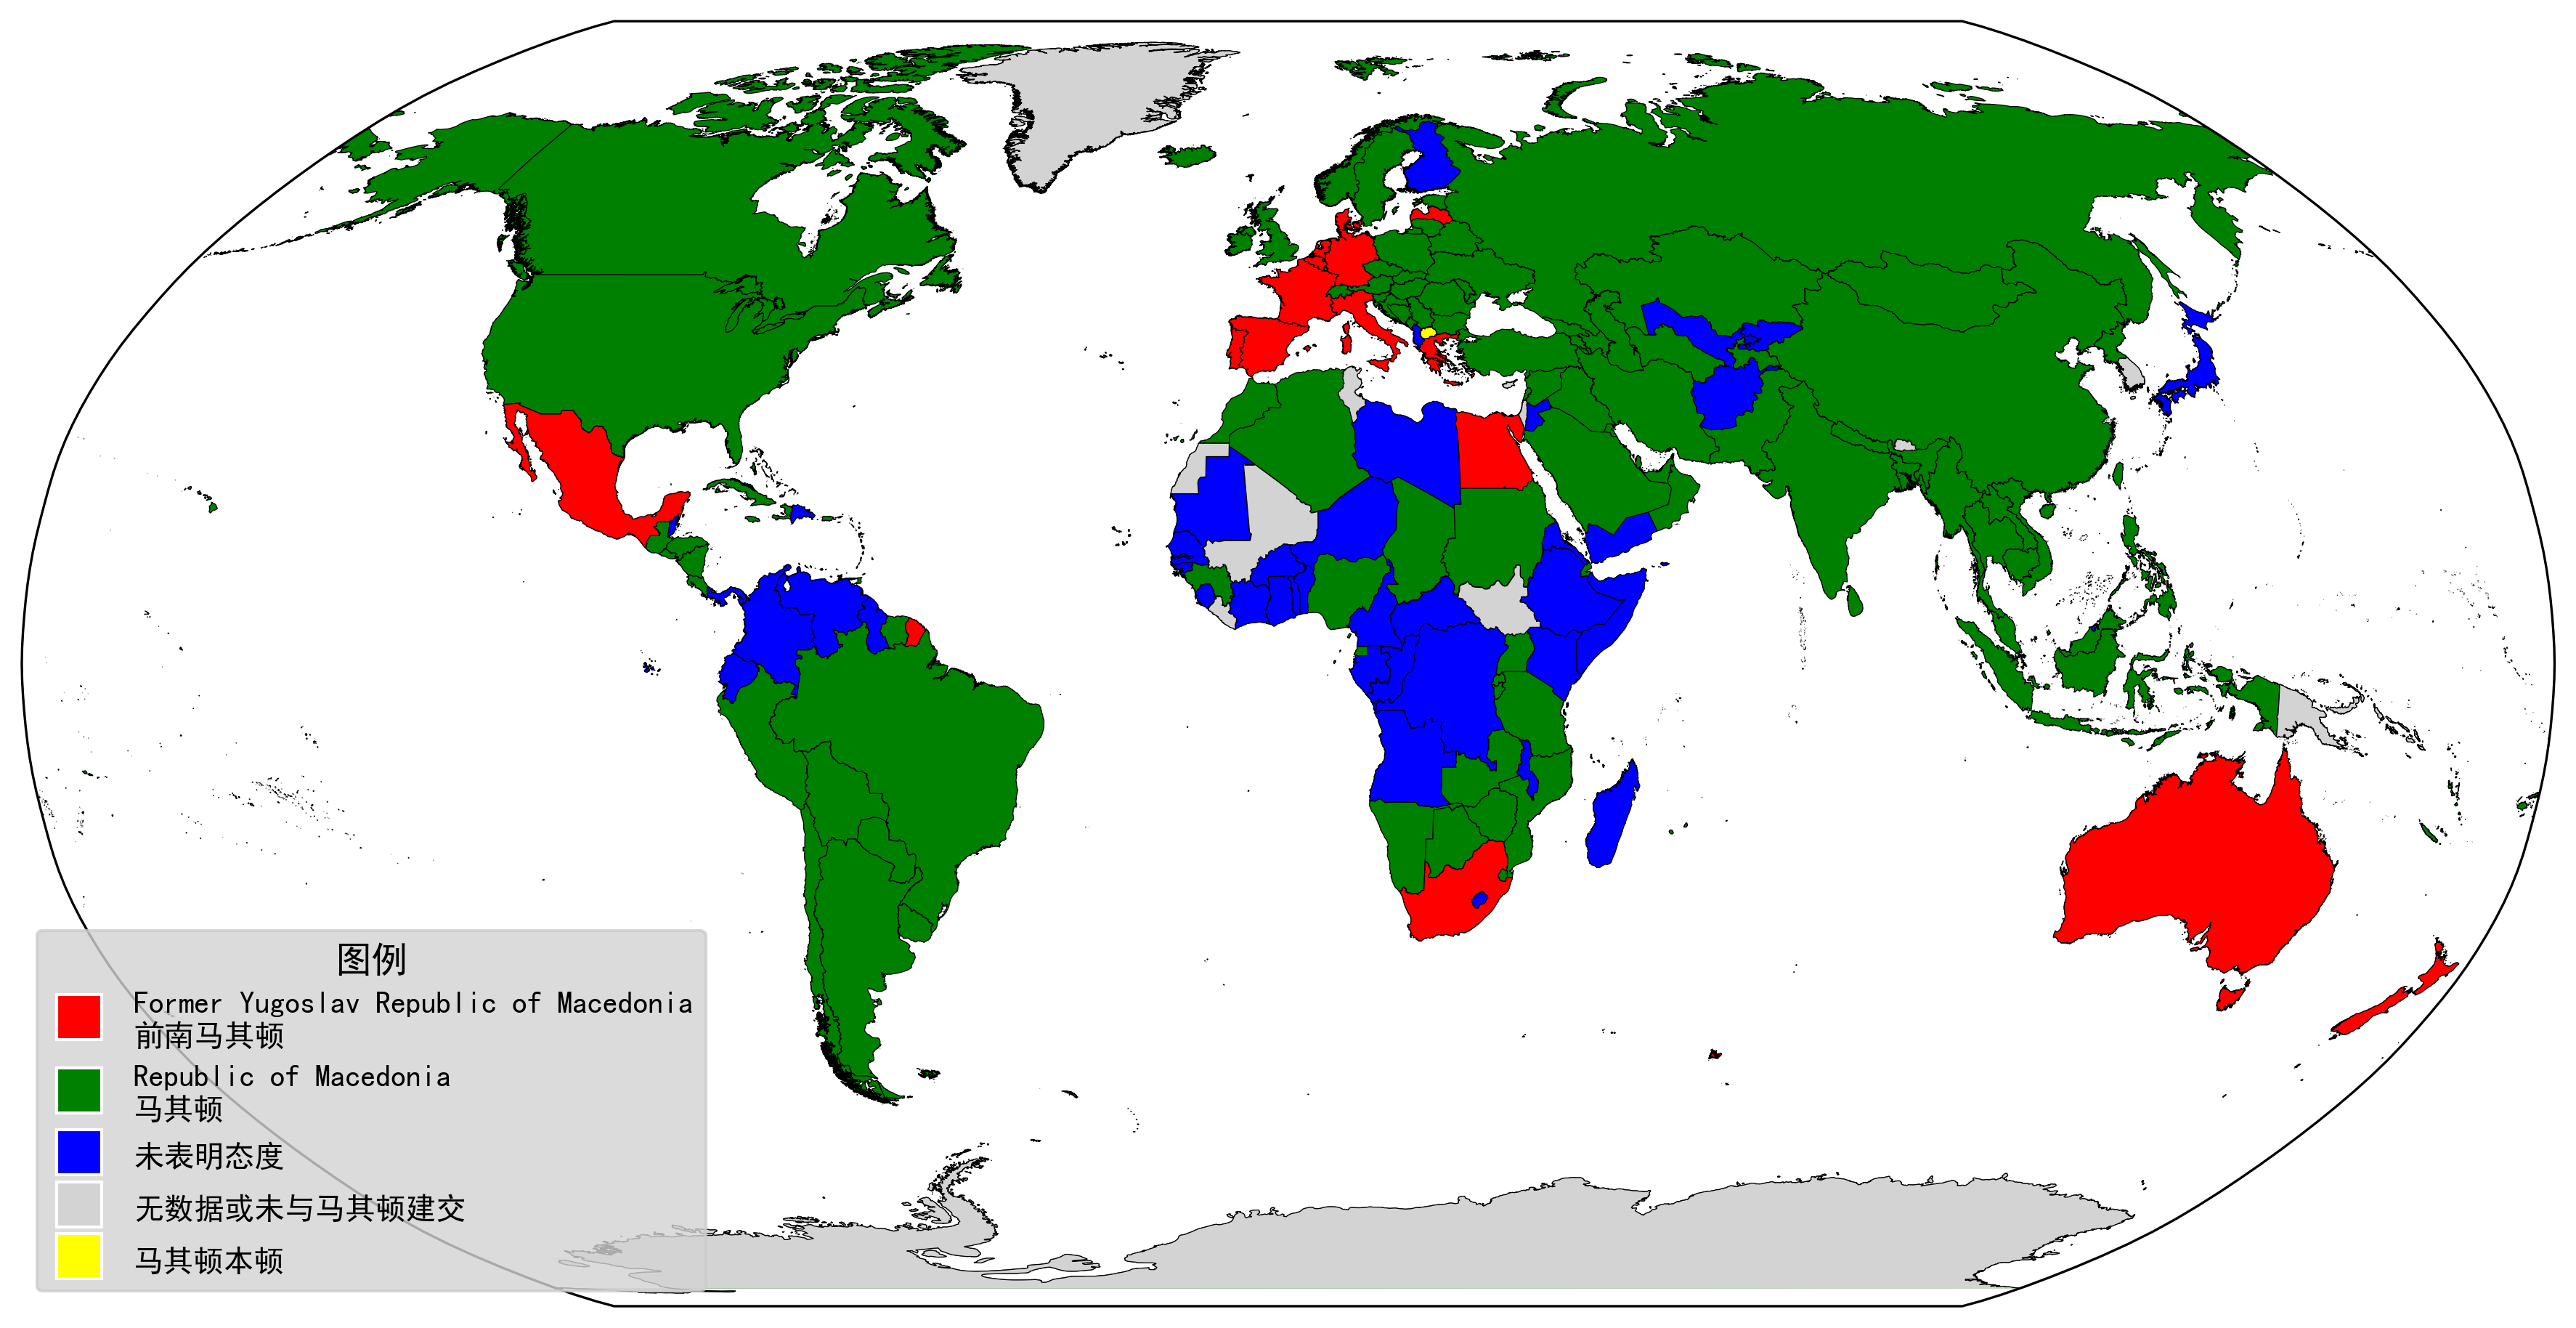 图例
Former Yugoslav Republic of Macedonia
前南马其顿
Republic of Macedonia
马其顿
未表明态度
无数据或未与马其顿建交
马其顿本顿